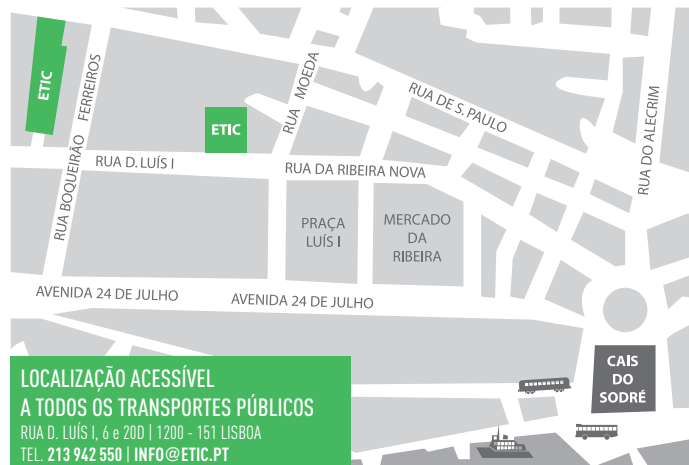 ETIC
RUA BOQUEIRÃO FERREIROS
ETIC
RUA MOEDA
RUA DE S. PAULO
RUA DO ALECRIM
RUA D. LUÍS I
RUA DA RIBEIRA NOVA
PRAÇA
LUÍS I
MERCADO
DA
RIBEIRA
AVENIDA 24 DE JULHO
AVENIDA 24 DE JULHO
CAIS
DO
SODRÉ
LOCALIZAÇÃO ACESSÍVEL
A TODOS OS TRANSPORTES PÚBLICOS
RUA D. LUÍS I, 6 e 20D | 1200 - 151 LISBOA
TEL. 213 942 550 | INFO@ETIC.PT